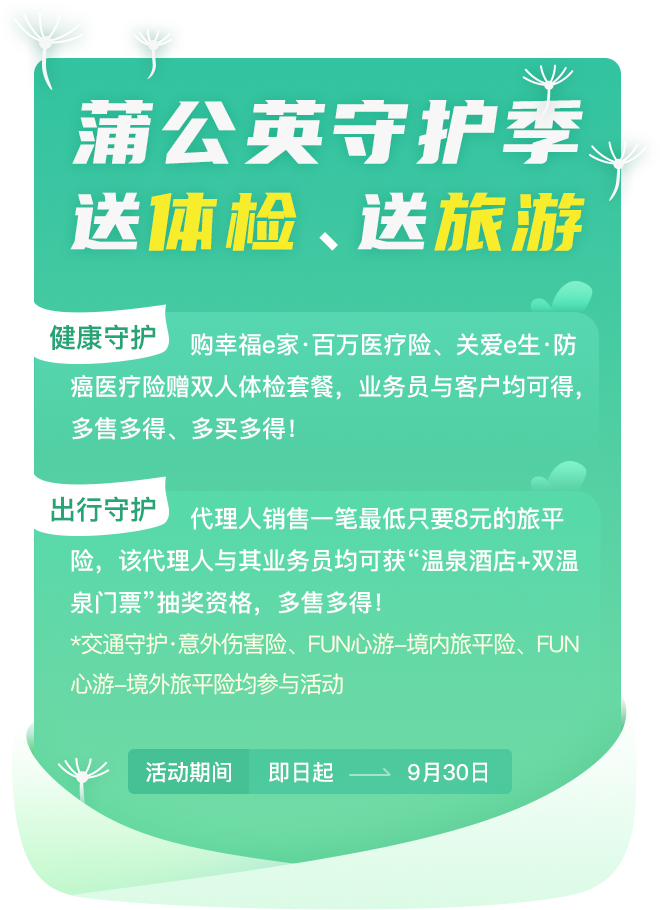 蒲公英守护季
送体检、送旅游
健康守护
购幸福e家·百万医疗险、关爱e生·防
癌医疗险赠双人体检套餐，业务员与客户均可得，
多售多得、多买多得！
出行守护
代理人销售一笔最低只要8元的旅平
险，该代理人与其业务员均可获“温泉酒店+双温
泉门票”抽奖资格，多售多得！
*交通守护·意外伤害险、FUN心游–境内旅平险、FUN
心游–境外旅平险均参与活动
活动期间 即日起 → 9月30日